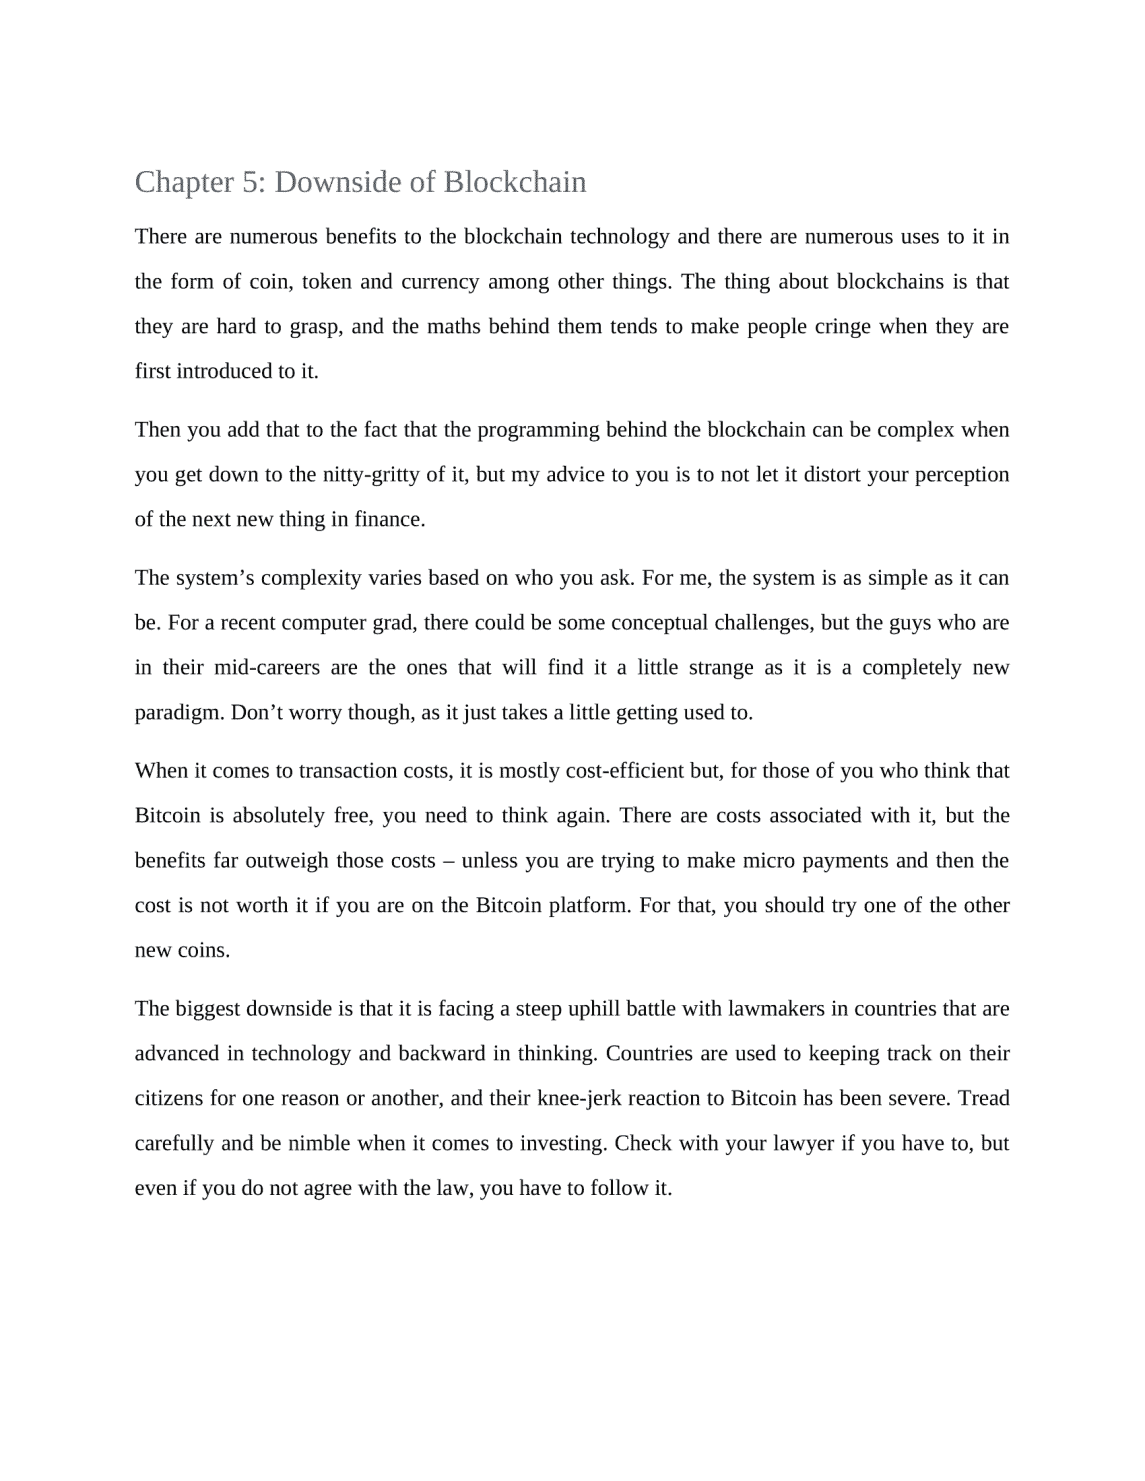 Chapter 5: Downside of Blockchain
There are numerous benefits to the blockchain technology and there are numerous uses to it in
the form of coin, token and currency among other things. The thing about blockchains is that
they are hard to grasp, and the maths behind them tends to make people cringe when they are
first introduced to it.
Then you add that to the fact that the programming behind the blockchain can be complex when
you get down to the nitty-gritty of it, but my advice to you is to not let it distort your perception
of the next new thing in finance.
The system’s complexity varies based on who you ask. For me, the system is as simple as it can
be. For a recent computer grad, there could be some conceptual challenges, but the guys who are
in their mid-careers are the ones that will find it a little strange as it is a completely new
paradigm. Don’t worry though, as it just takes a little getting used to.
When it comes to transaction costs, it is mostly cost-efficient but, for those of you who think that
Bitcoin is absolutely free, you need to think again. There are costs associated with it, but the
benefits far outweigh those costs – unless you are trying to make micro payments and then the
cost is not worth it if you are on the Bitcoin platform. For that, you should try one of the other
new coins.
The biggest downside is that it is facing a steep uphill battle with lawmakers in countries that are
advanced in technology and backward in thinking. Countries are used to keeping track on their
citizens for one reason or another, and their knee-jerk reaction to Bitcoin has been severe. Tread
carefully and be nimble when it comes to investing. Check with your lawyer if you have to, but
even if you do not agree with the law, you have to follow it.